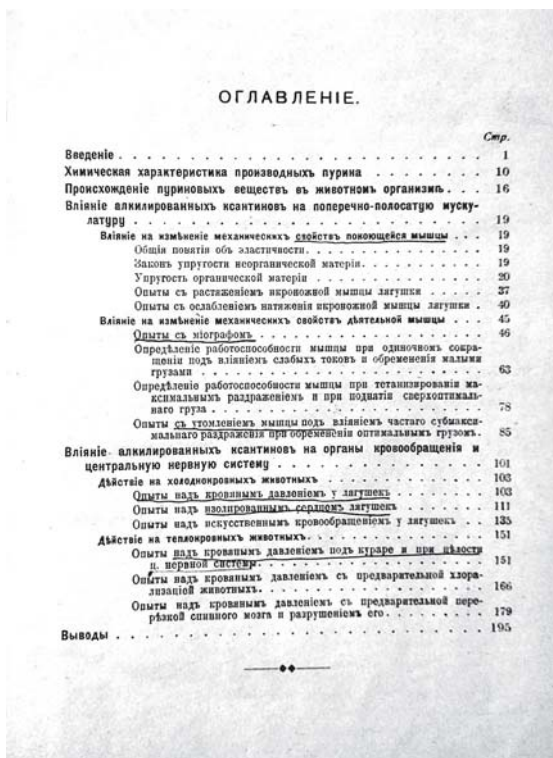 ОГЛАВЛЕНІЕ.
Стр.
Введеніе . . . 1
Химическая характеристика производныхъ пурина . . . 10
Происхожденіе пуриновыхъ веществъ въ животномъ организмѣ . . . 16
Вліяніе алкилированныхъ ксантиновъ на поперечно-полосатую муску-
латуру . . . 19
Вліяніе на измѣненіе механическихъ свойствъ покоющейся мышцы . . . 19
Общія понятія объ эластичности . . . 19
Законъ упругости неорганической матеріи . . . 19
Упругость органической матеріи . . . 20
Опыты съ растяженіемъ икроножной мышцы лягушки . . . 37
Опыты съ ослабленіемъ натяженія икроножной мышцы лягушки . 40
Вліяніе на измѣненіе механическихъ свойствъ дѣятельной мышцы . . . 45
Опыты съ міографомъ . . . 46
Опредѣленіе работоспособности мышцы при одиночномъ сокра-
щеніи подъ вліяніемъ слабыхъ токовъ и обремененія малыми
грузами . . . 63
Опредѣленіе работоспособности мышцы при тетанизированіи ма-
ксимальнымъ раздраженіемъ и при поднятіи сверхоптималь-
наго груза . . . 78
Опыты съ утомленіемъ мышцы подъ вліяніемъ частаго субмакси-
мальнаго раздраженія при обремененіи оптимальнымъ грузомъ. 85
Вліяніе алкилированныхъ ксантиновъ на органы кровообращенія и
центральную нервную систему . . . 101
Дѣйствіе на холоднокровныхъ животныхъ . . . 103
Опыты надъ кровянымъ давленіемъ у лягушекъ . . . 103
Опыты надъ изолированнымъ сердцемъ лягушекъ . . . 111
Опыты надъ искусственнымъ кровообращеніемъ у лягушекъ . . . 135
Дѣйствіе на теплокровныхъ животныхъ . . . 151
Опыты надъ кровянымъ давленіемъ подъ кураре и при цѣлости
ц. нервной системы . . . 151
Опыты надъ кровянымъ давленіемъ съ предварительной хлора-
лизаціей животныхъ . . . 166
Опыты надъ кровянымъ давленіемъ съ предварительной пере-
рѣзкой спинного мозга и разрушеніемъ его . . . 179
Выводы . . . 195